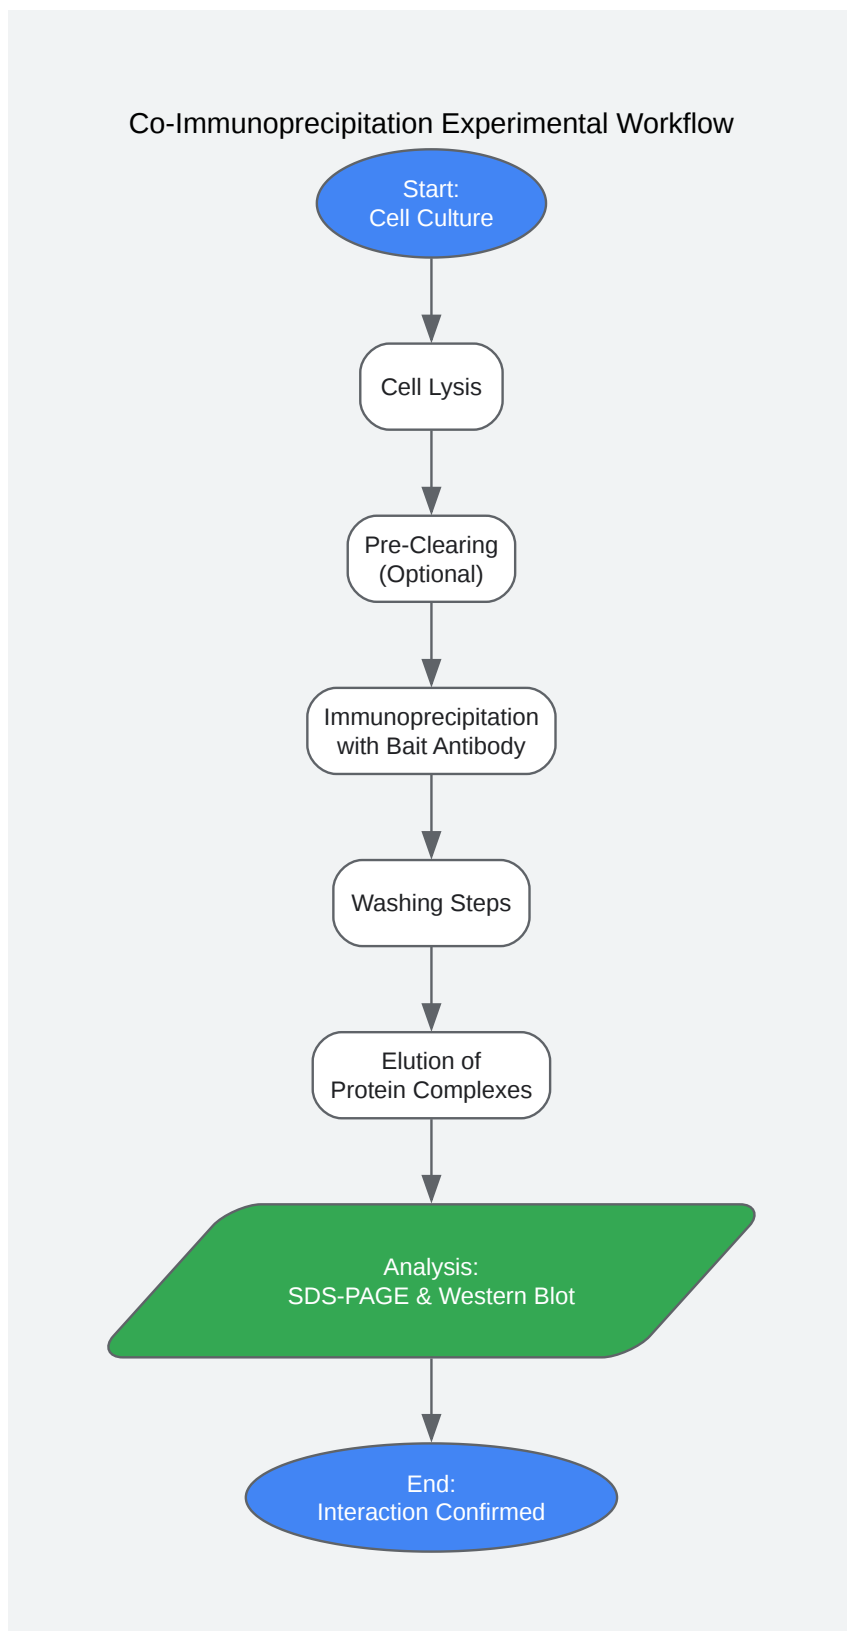 Co-Immunoprecipitation Experimental Workflow
Start:
Cell Culture
Cell Lysis
Pre-Clearing
(Optional)
Immunoprecipitation
with Bait Antibody
Washing Steps
Elution of
Protein Complexes
Analysis:
SDS-PAGE & Western Blot
End:
Interaction Confirmed